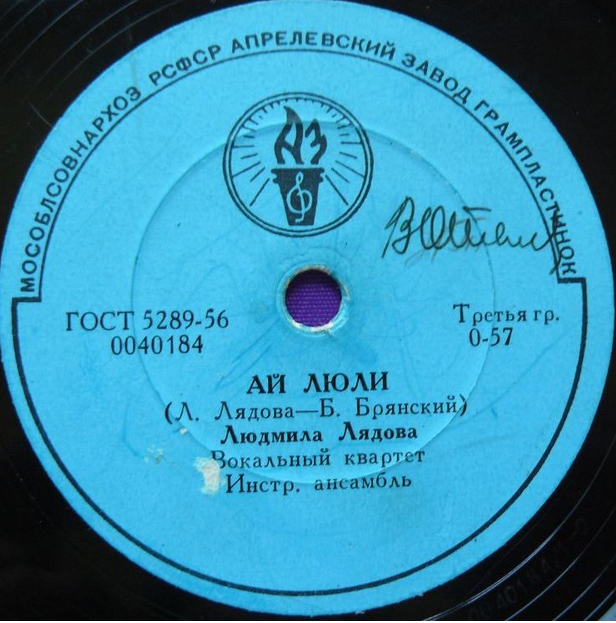 МОСОБЛСОВНАРХОЗ РСФСР АПРЕЛЕВСКИЙ ЗАВОД ГРАМПЛАСТИНОК
АЗ
ГОСТ 5289-56
0040184
Третья гр.
0-57
АЙ ЛЮЛИ
(Л. Лядова—Б. Брянский)
Людмила Лядова
Вокальный квартет
Инстр. ансамбль